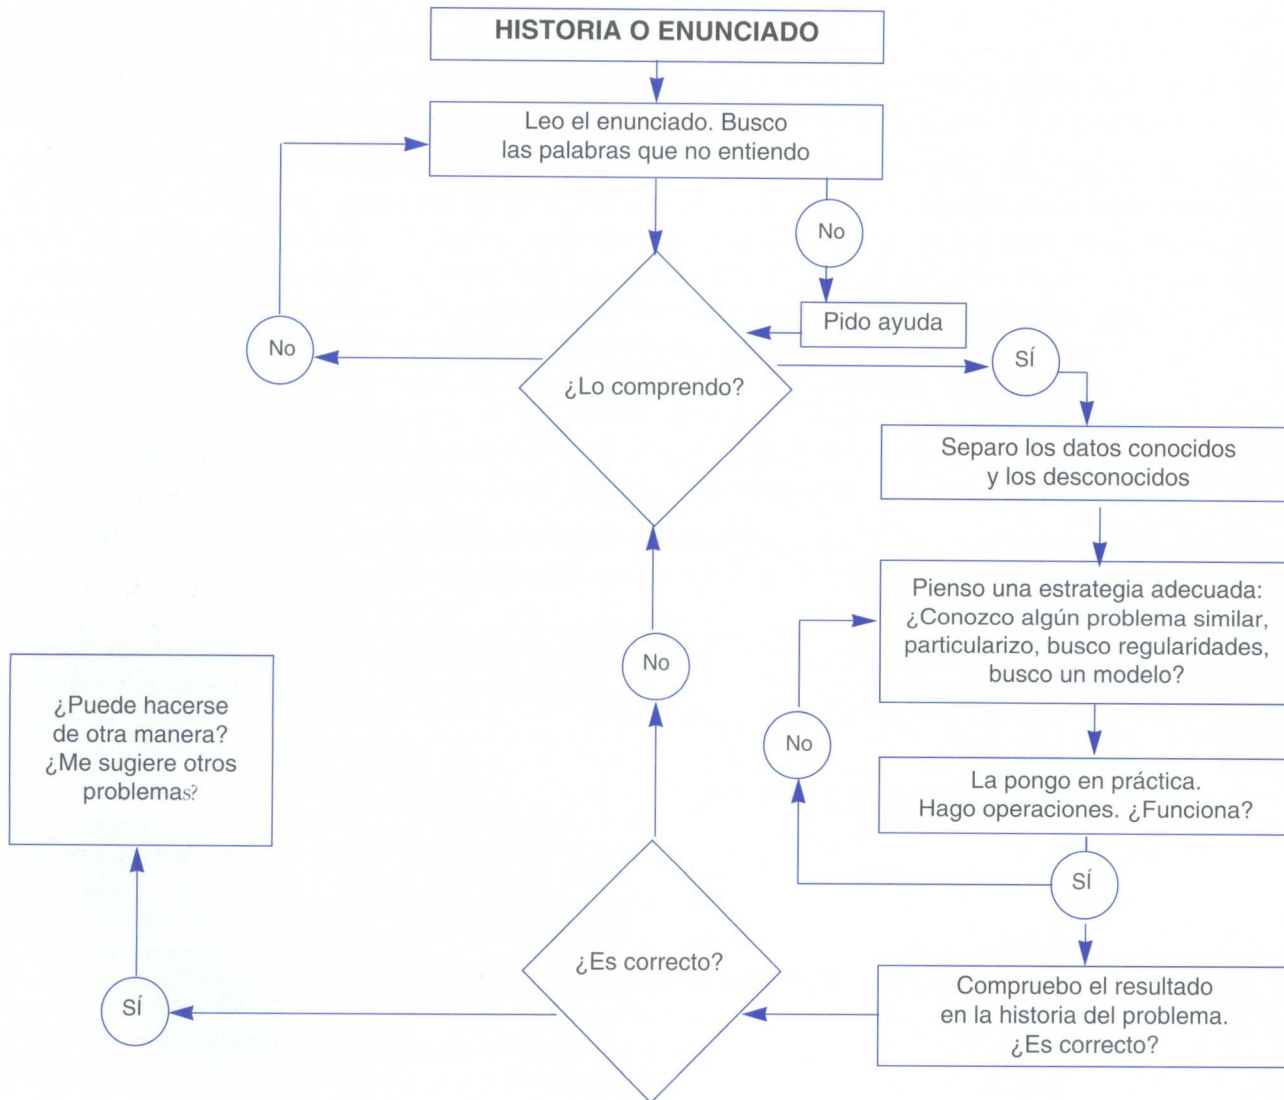 HISTORIA O ENUNCIADO
Leo el enunciado. Busco
las palabras que no entiendo
No
Pido ayuda
No
¿Lo comprendo?
SÍ
Separo los datos conocidos
y los desconocidos
Pienso una estrategia adecuada:
¿Conozco algún problema similar,
particularizo, busco regularidades,
busco un modelo?
No
No
¿Puede hacerse
de otra manera?
¿Me sugiere otros
problemas?
La pongo en práctica.
Hago operaciones. ¿Funciona?
SÍ
¿Es correcto?
Compruebo el resultado
en la historia del problema.
¿Es correcto?
SÍ